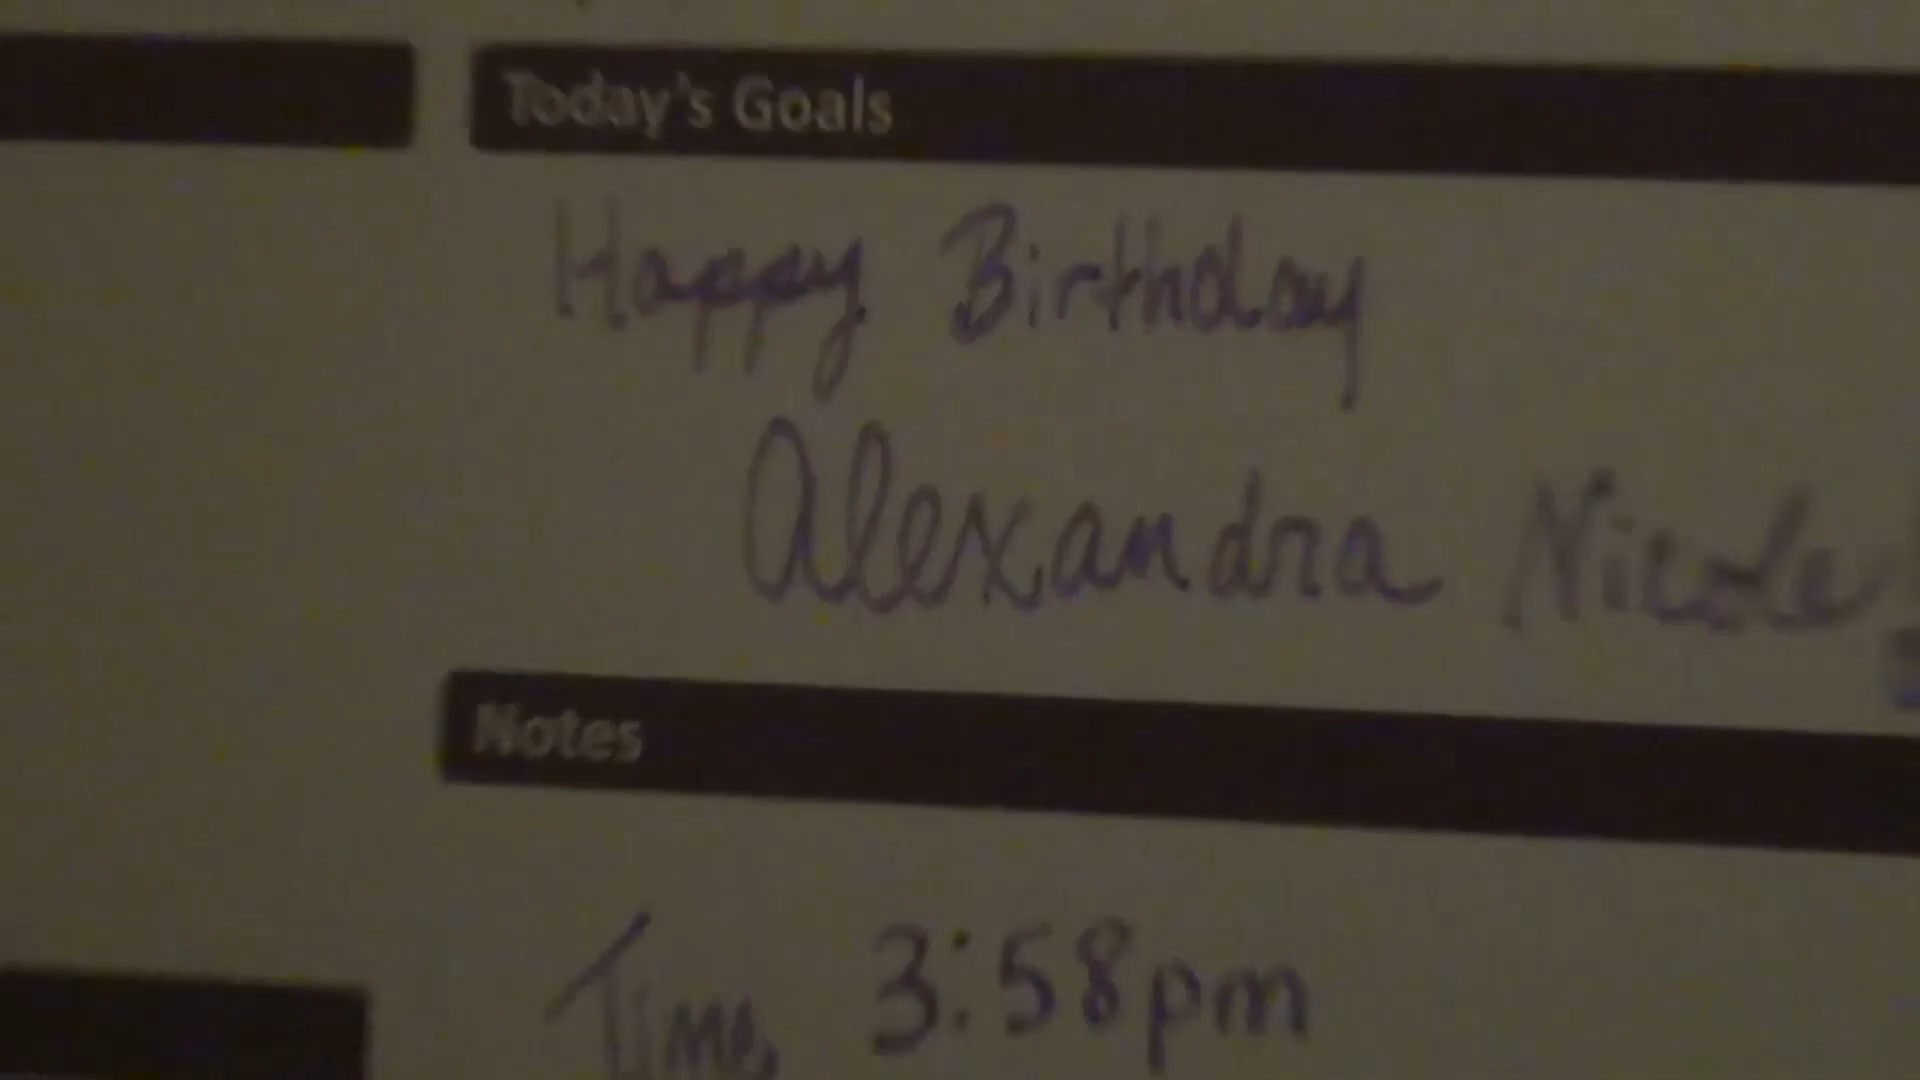 Today's Goals
Happy Birthday
Alexandra Nicole
Notes
Time 3:58pm